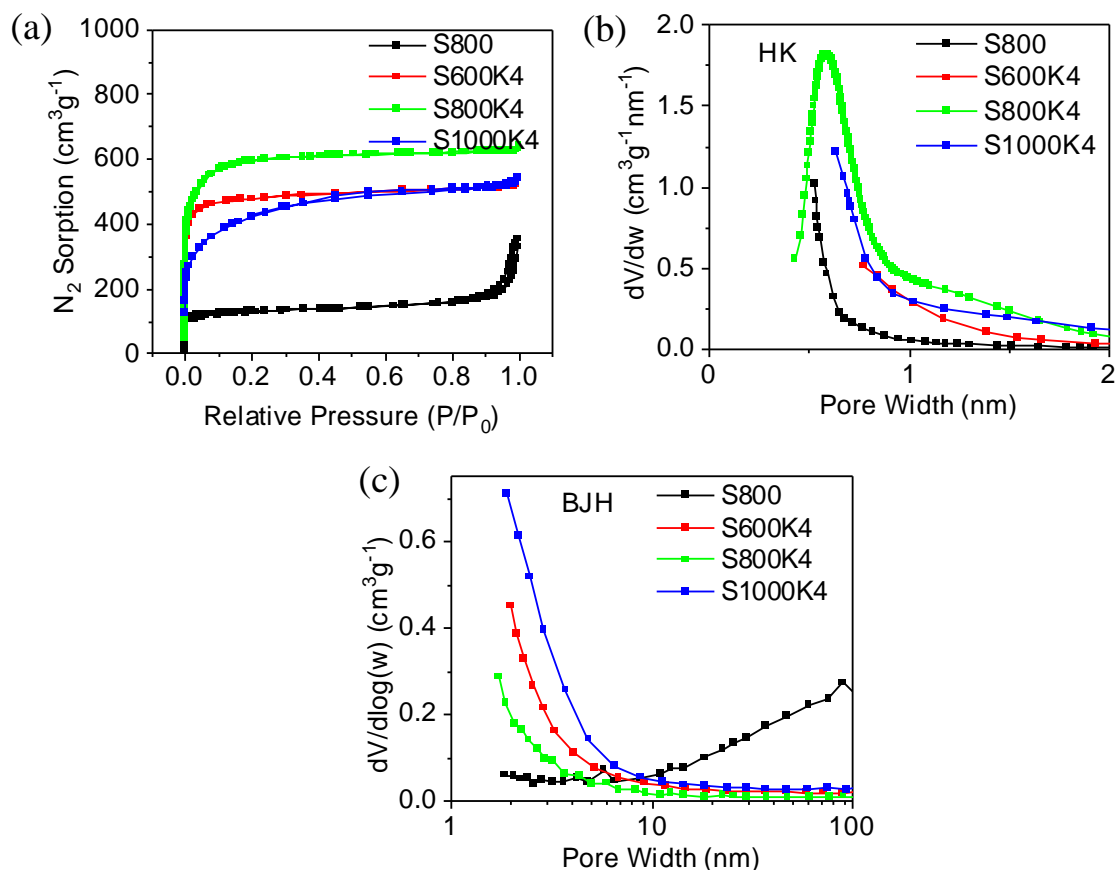 (a)
1000
800
600
400
200
0
N₂ Sorption (cm³g⁻¹)
S800
S600K4
S800K4
S1000K4
0.0 0.2 0.4 0.6 0.8 1.0
Relative Pressure (P/P₀)
(b)
2.0
1.5
1.0
0.5
0.0
dV/dw (cm³g⁻¹nm⁻¹)
HK
S800
S600K4
S800K4
S1000K4
0 1 2
Pore Width (nm)
(c)
0.6
0.4
0.2
0.0
dV/dlog(w) (cm³g⁻¹)
BJH
S800
S600K4
S800K4
S1000K4
1 10 100
Pore Width (nm)